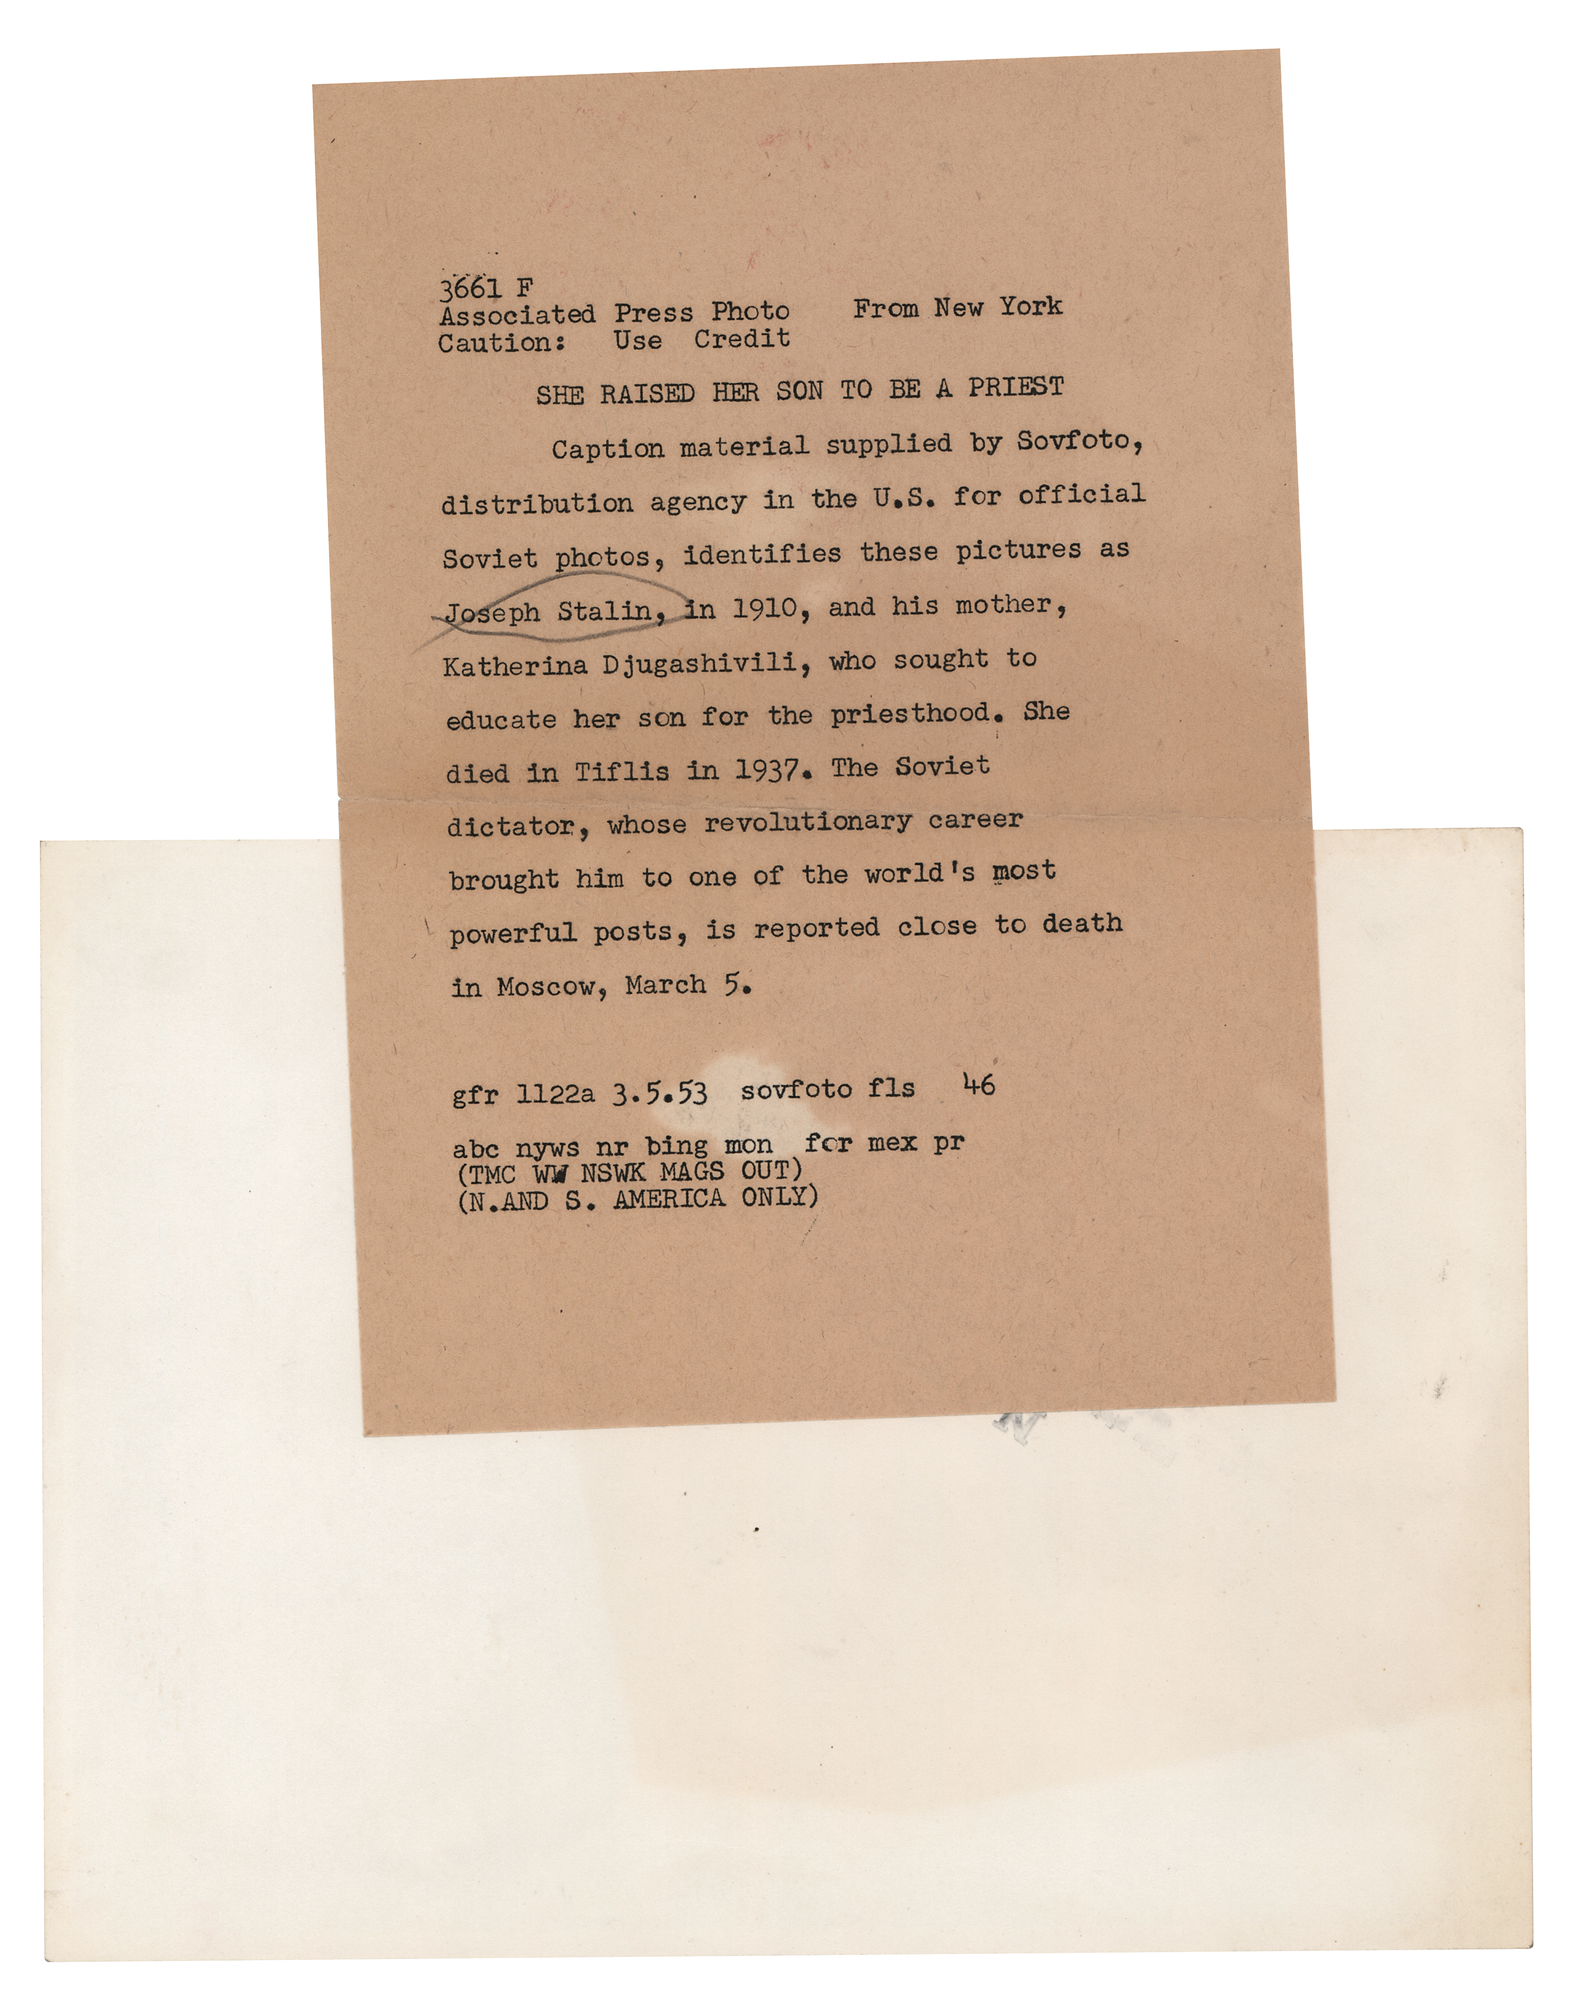 3661 F
Associated Press Photo From New York
Caution: Use Credit
SHE RAISED HER SON TO BE A PRIEST
Caption material supplied by Sovfoto,
distribution agency in the U.S. for official
Soviet photos, identifies these pictures as
Joseph Stalin, in 1910, and his mother,
Katherina Djugashivili, who sought to
educate her son for the priesthood. She
died in Tiflis in 1937. The Soviet
dictator, whose revolutionary career
brought him to one of the world's most
powerful posts, is reported close to death
in Moscow, March 5.
gfr 1122a 3.5.53 sovfoto fls 46
abc nyws nr bing mon for mex pr
(TMC WW NSWK MAGS OUT)
(N.AND S. AMERICA ONLY)